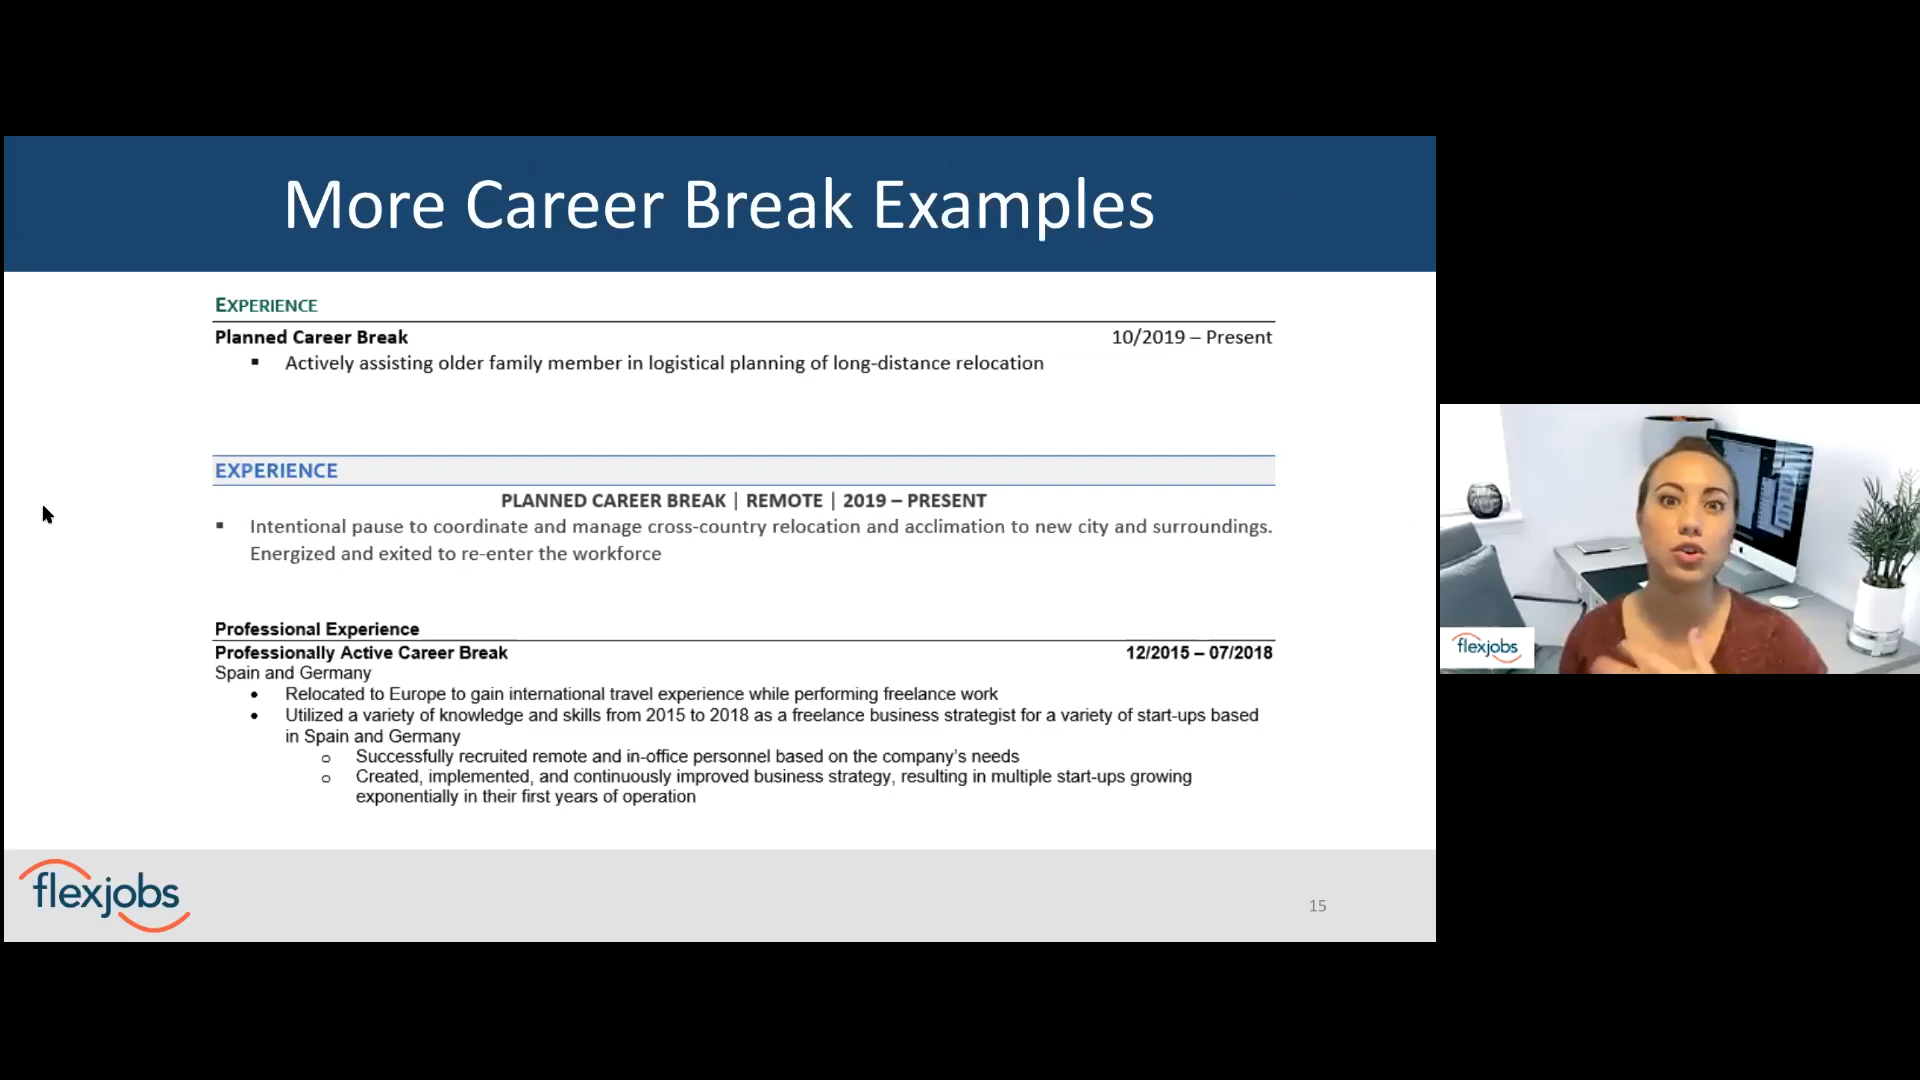 More Career Break Examples
EXPERIENCE
Planned Career Break 10/2019 – Present
▪ Actively assisting older family member in logistical planning of long-distance relocation
EXPERIENCE
PLANNED CAREER BREAK | REMOTE | 2019 – PRESENT
▪ Intentional pause to coordinate and manage cross-country relocation and acclimation to new city and surroundings.
Energized and exited to re-enter the workforce
Professional Experience
Professionally Active Career Break 12/2015 – 07/2018
Spain and Germany
• Relocated to Europe to gain international travel experience while performing freelance work
• Utilized a variety of knowledge and skills from 2015 to 2018 as a freelance business strategist for a variety of start-ups based
in Spain and Germany
o Successfully recruited remote and in-office personnel based on the company's needs
o Created, implemented, and continuously improved business strategy, resulting in multiple start-ups growing
exponentially in their first years of operation
flexjobs
15
flexjobs